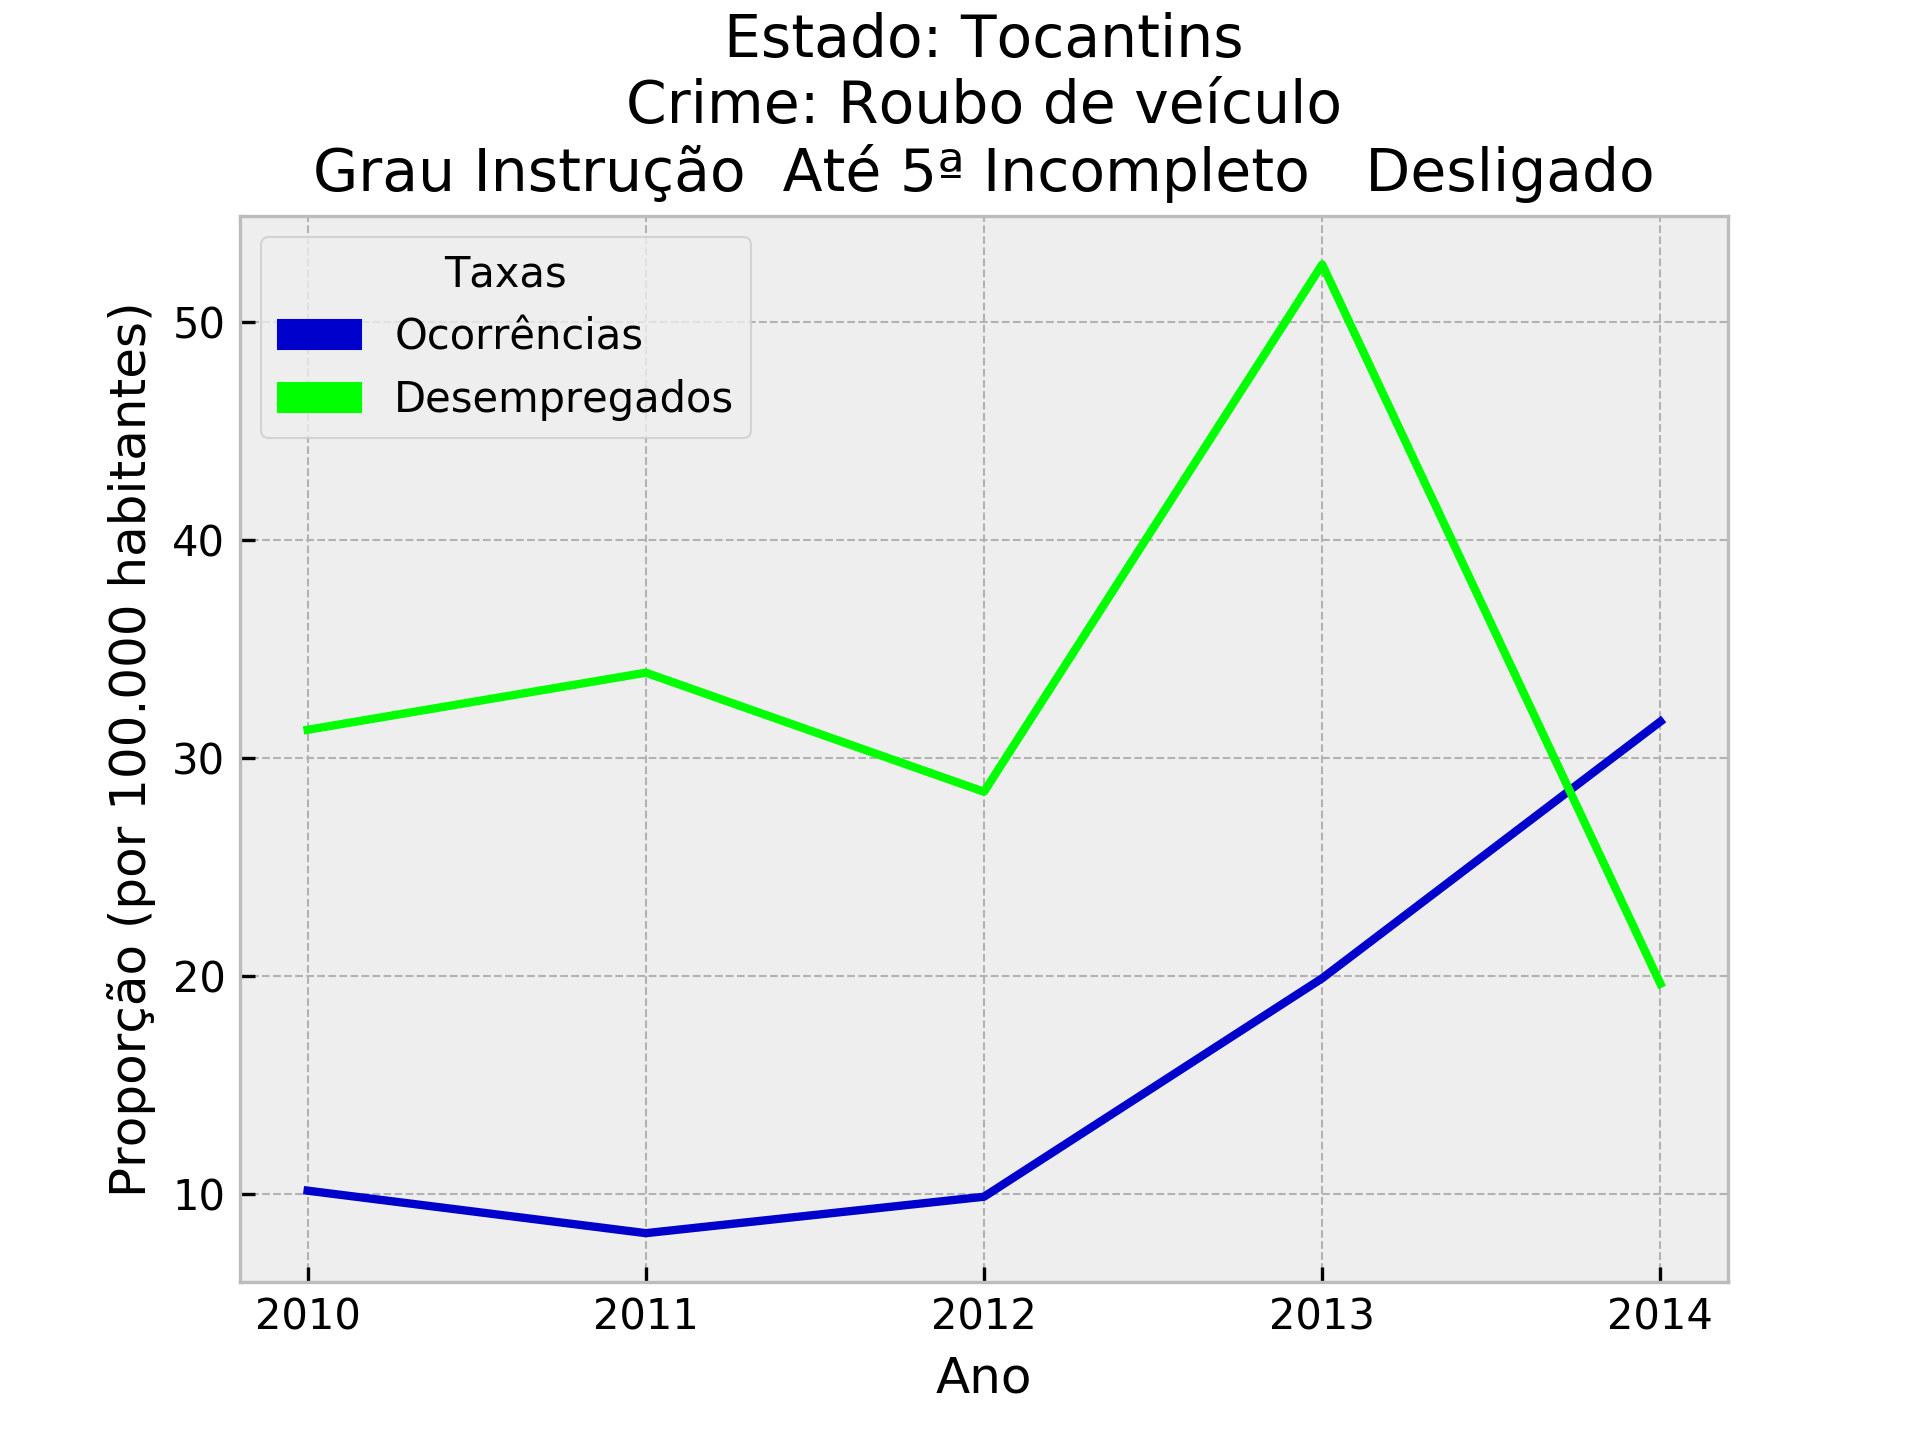 Estado: Tocantins
Crime: Roubo de veículo
Grau Instrução  Até 5ª Incompleto   Desligado
Taxas
Ocorrências
Desempregados
Proporção (por 100.000 habitantes)
50
40
30
20
10
2010
2011
2012
2013
2014
Ano